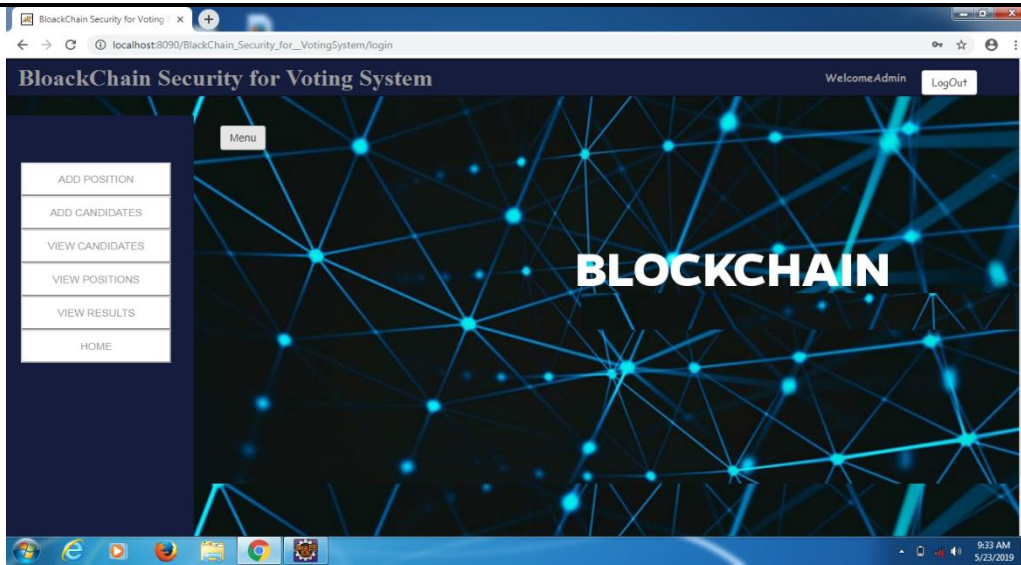 BloackChain Security for Voting S
localhost:8090/BlackChain_Security_for__VotingSystem/login
BloackChain Security for Voting System
WelcomeAdmin
LogOut
Menu
ADD POSITION
ADD CANDIDATES
VIEW CANDIDATES
VIEW POSITIONS
VIEW RESULTS
HOME
BLOCKCHAIN
9:33 AM
5/23/2019